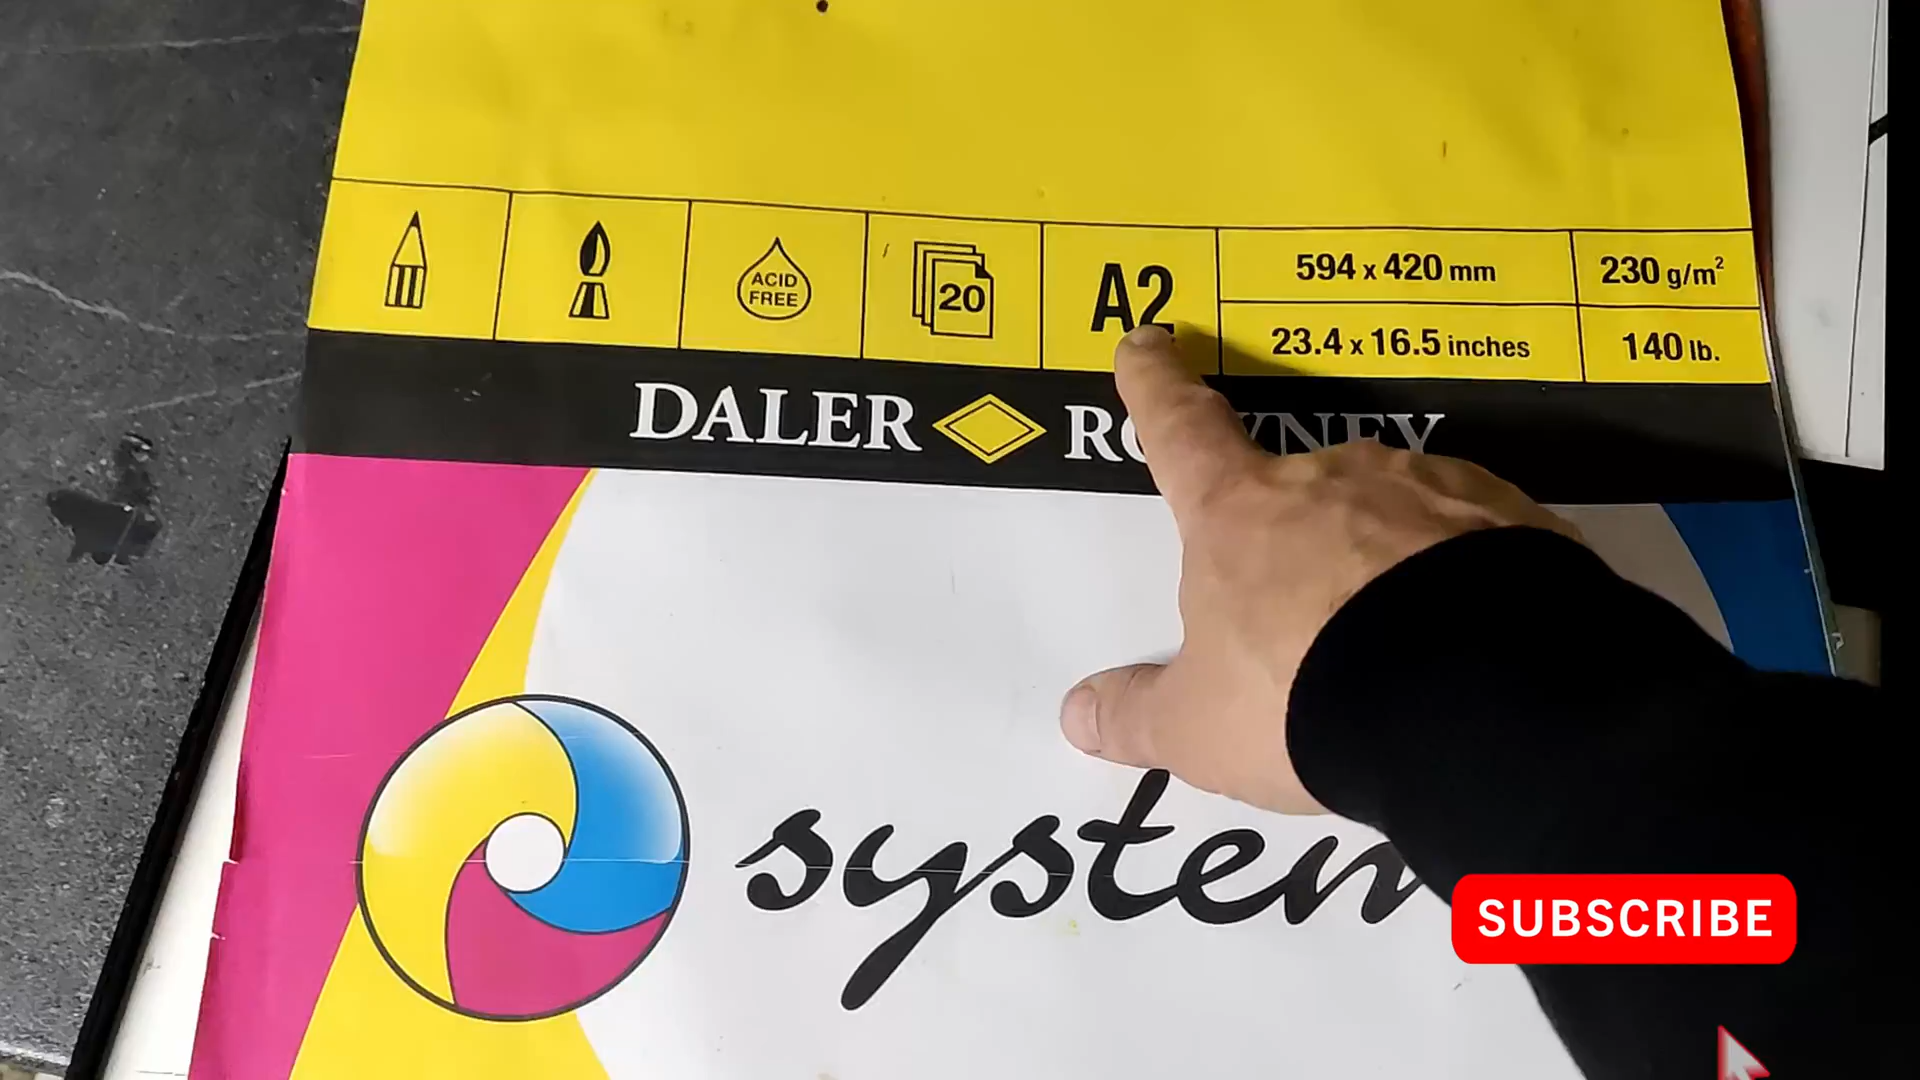 ACID
FREE
20
A2
594 x 420 mm
23.4 x 16.5 inches
230 g/m²
140 lb.
DALER ROWNEY
system
SUBSCRIBE